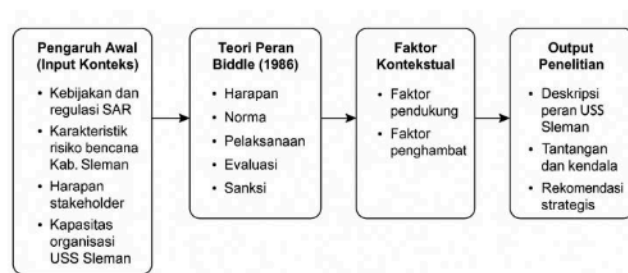 Pengaruh Awal
(Input Konteks)
• Kebijakan dan
regulasi SAR
• Karakteristik
risiko bencana
Kab. Sleman
• Harapan
stakeholder
• Kapasitas
organisasi
USS Sleman
Teori Peran
Biddle (1986)
• Harapan
• Norma
• Pelaksanaan
• Evaluasi
• Sanksi
Faktor
Kontekstual
• Faktor
pendukung
• Faktor
penghambat
Output
Penelitian
• Deskripsi
peran USS
Sleman
• Tantangan
dan kendala
• Rekomendasi
strategis